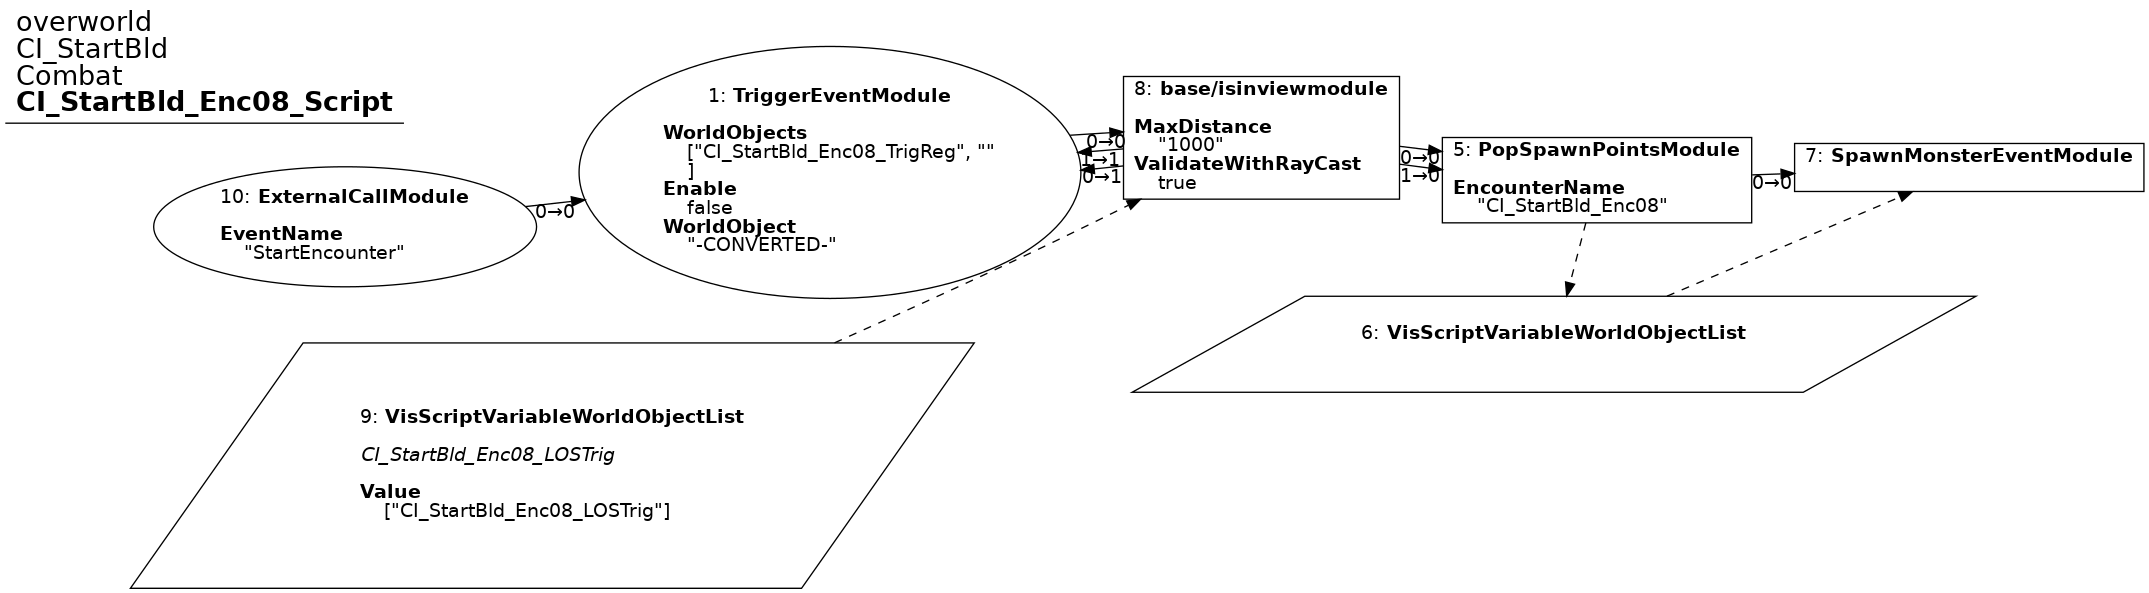 overworld
CI_StartBld
Combat
CI_StartBld_Enc08_Script
10: ExternalCallModule
EventName
"StartEncounter"
0→0
1: TriggerEventModule
WorldObjects
["CI_StartBld_Enc08_TrigReg", ""
]
Enable
false
WorldObject
"-CONVERTED-"
0→0
1→1
0→1
8: base/isinviewmodule
MaxDistance
"1000"
ValidateWithRayCast
true
0→0
1→0
5: PopSpawnPointsModule
EncounterName
"CI_StartBld_Enc08"
0→0
7: SpawnMonsterEventModule
6: VisScriptVariableWorldObjectList
9: VisScriptVariableWorldObjectList
CI_StartBld_Enc08_LOSTrig
Value
["CI_StartBld_Enc08_LOSTrig"]